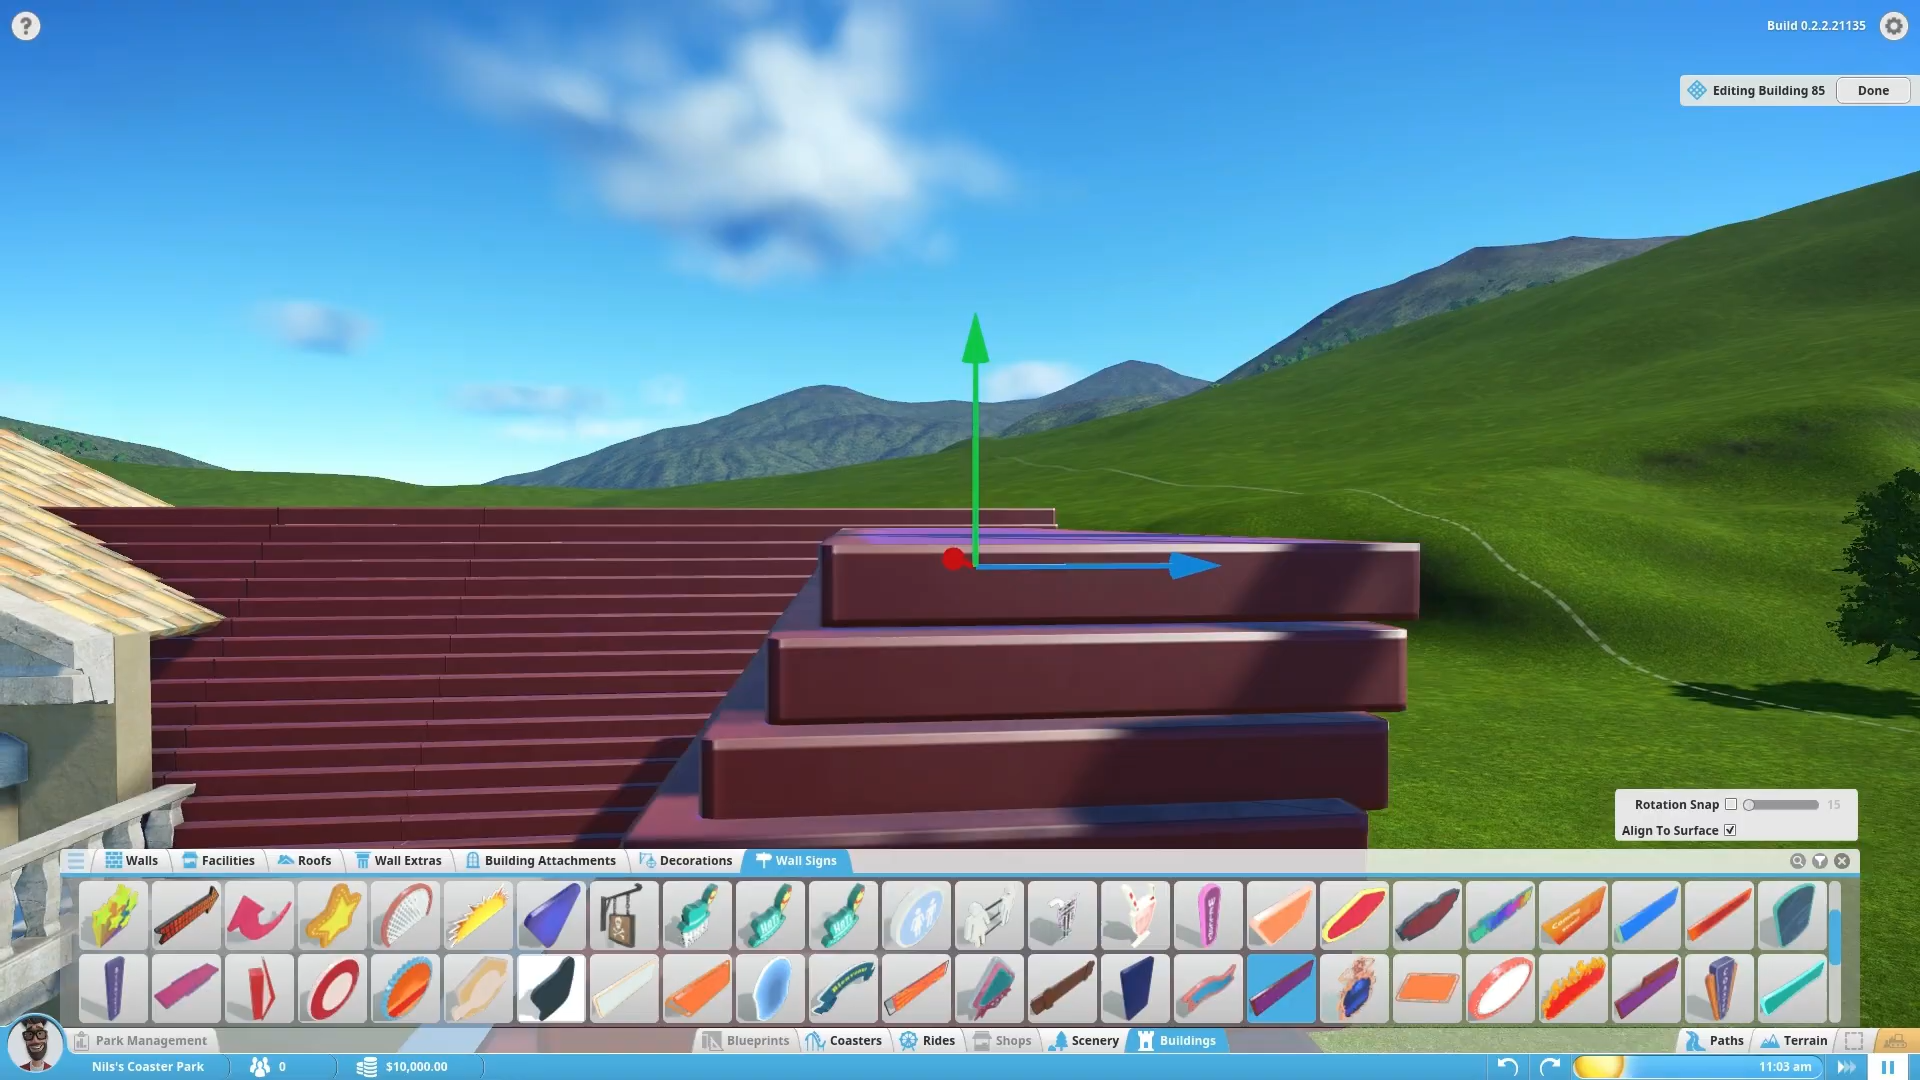 ?
Build 0.2.2.21135
Editing Building 85
Done
Rotation Snap
15
Align To Surface
Walls
Facilities
Roofs
Wall Extras
Building Attachments
Decorations
Wall Signs
Park Management
Blueprints
Coasters
Rides
Shops
Scenery
Buildings
Paths
Terrain
Nils's Coaster Park
0
$10,000.00
11:03 am